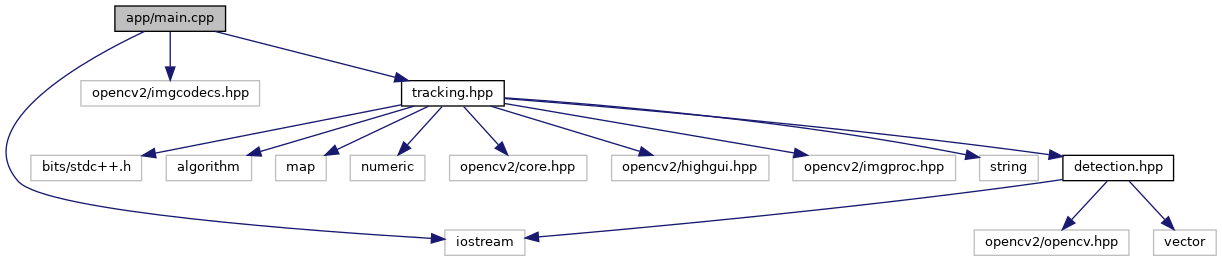 app/main.cpp
opencv2/imgcodecs.hpp
tracking.hpp
bits/stdc++.h
algorithm
map
numeric
opencv2/core.hpp
opencv2/highgui.hpp
opencv2/imgproc.hpp
string
detection.hpp
iostream
opencv2/opencv.hpp
vector